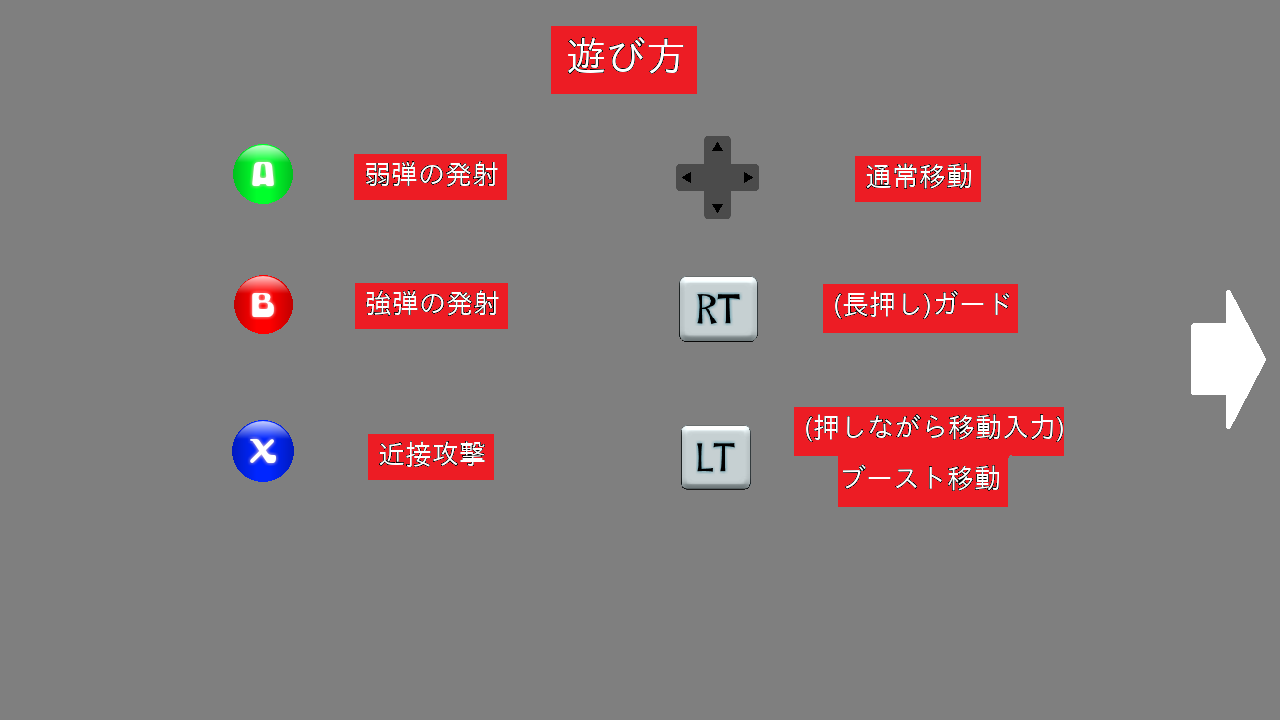 遊び方
A
弱弾の発射
通常移動
B
強弾の発射
RT
(長押し)ガード
X
近接攻撃
LT
(押しながら移動入力)
ブースト移動